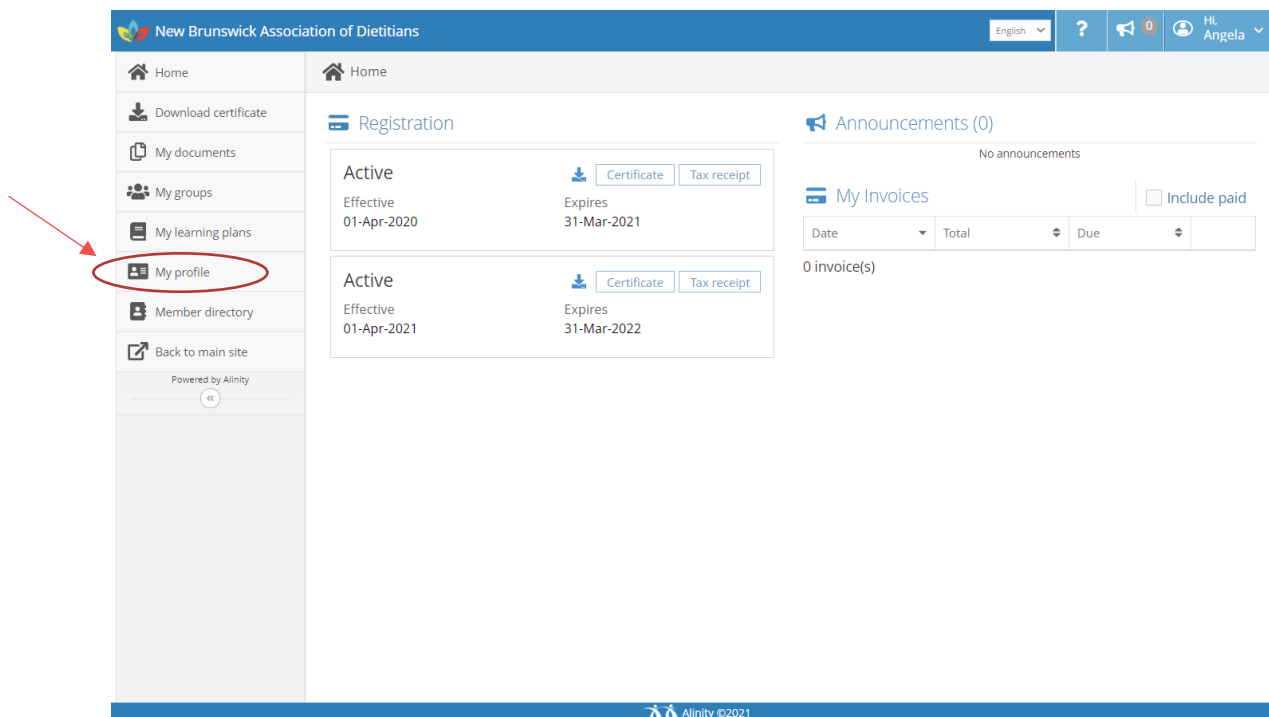 New Brunswick Association of Dietitians
English
?
0
Hi,
Angela
Home
Download certificate
My documents
My groups
My learning plans
My profile
Member directory
Back to main site
Powered by Alinity
«
Home
Registration
Active
Certificate
Tax receipt
Effective
Expires
01-Apr-2020
31-Mar-2021
Active
Certificate
Tax receipt
Effective
Expires
01-Apr-2021
31-Mar-2022
Announcements (0)
No announcements
My Invoices
Include paid
Date
Total
Due
0 invoice(s)
Alinity ©2021